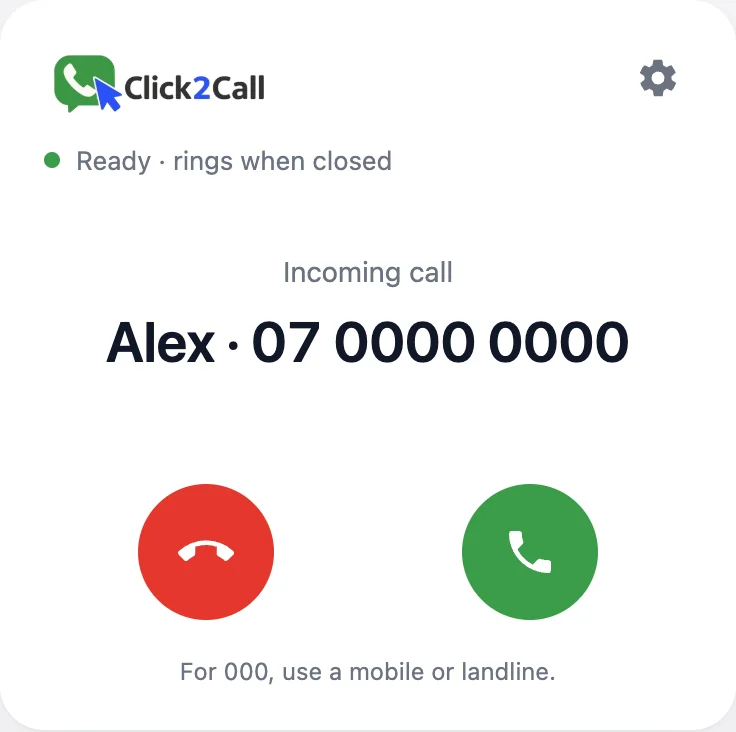 Click2Call
Ready · rings when closed
Incoming call
Alex · 07 0000 0000
For 000, use a mobile or landline.